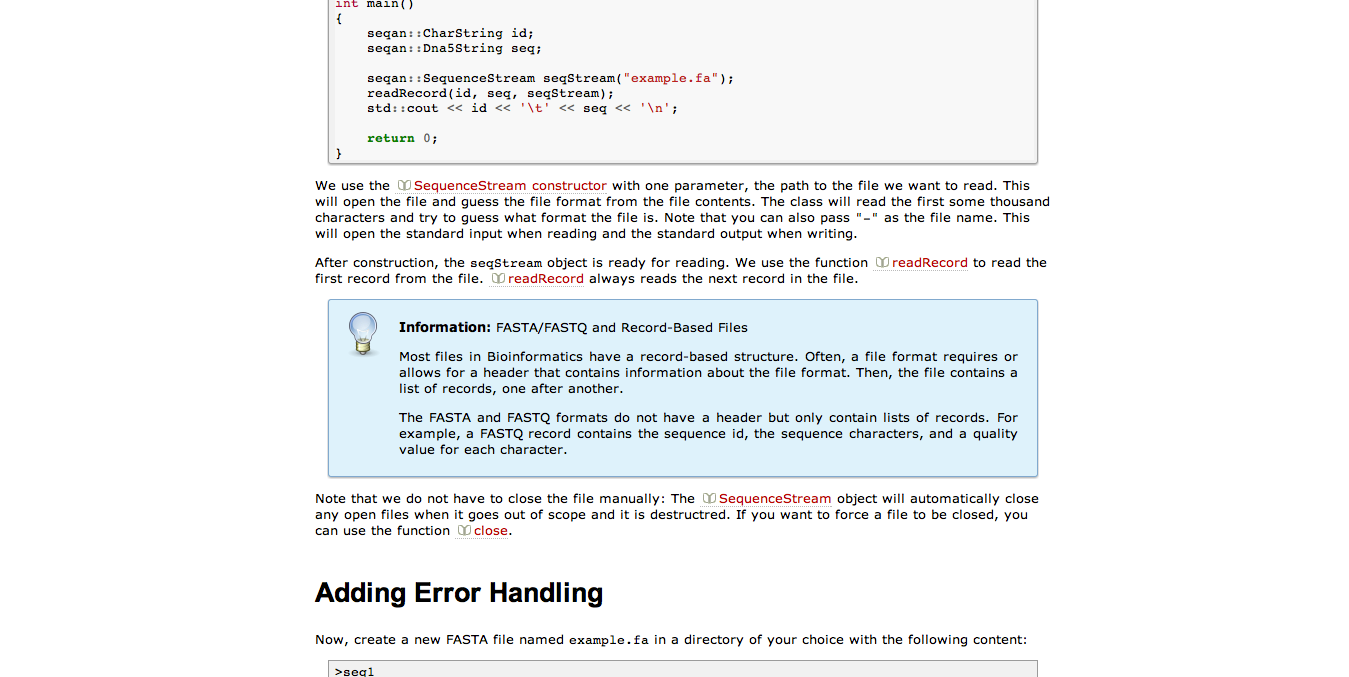 int main()
{
    seqan::CharString id;
    seqan::Dna5String seq;
    seqan::SequenceStream seqStream("example.fa");
    readRecord(id, seq, seqStream);
    std::cout << id << '\t' << seq << '\n';
    return 0;
}
We use the SequenceStream constructor with one parameter, the path to the file we want to read. This
will open the file and guess the file format from the file contents. The class will read the first some thousand
characters and try to guess what format the file is. Note that you can also pass "-" as the file name. This
will open the standard input when reading and the standard output when writing.
After construction, the seqStream object is ready for reading. We use the function readRecord to read the
first record from the file. readRecord always reads the next record in the file.
Information: FASTA/FASTQ and Record-Based Files
Most files in Bioinformatics have a record-based structure. Often, a file format requires or
allows for a header that contains information about the file format. Then, the file contains a
list of records, one after another.
The FASTA and FASTQ formats do not have a header but only contain lists of records. For
example, a FASTQ record contains the sequence id, the sequence characters, and a quality
value for each character.
Note that we do not have to close the file manually: The SequenceStream object will automatically close
any open files when it goes out of scope and it is destructred. If you want to force a file to be closed, you
can use the function close.
Adding Error Handling
Now, create a new FASTA file named example.fa in a directory of your choice with the following content:
>seq1